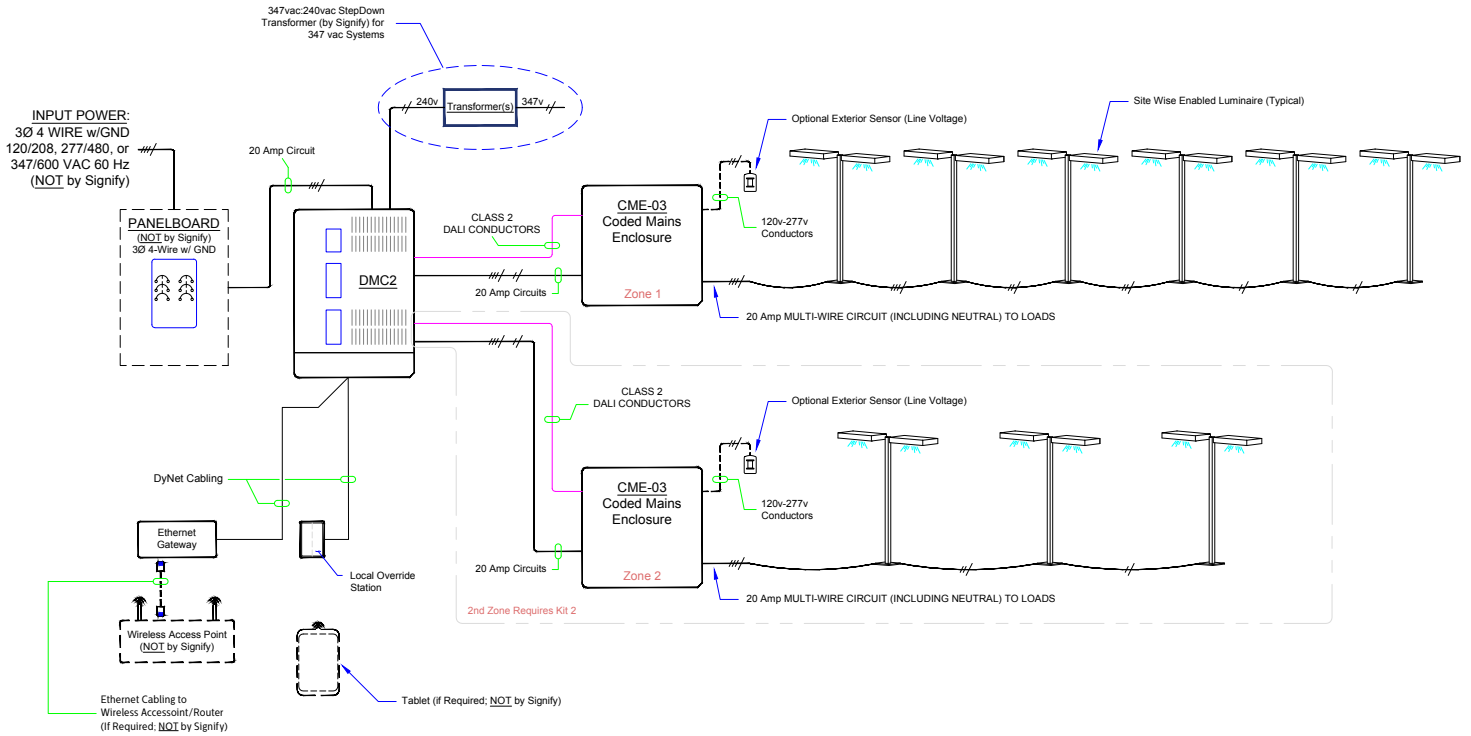 347vac:240vac StepDown
Transformer (by Signify) for
347 vac Systems
240v
Transformer(s)
347v
INPUT POWER:
3Ø 4 WIRE w/GND
120/208, 277/480, or
347/600 VAC 60 Hz
(NOT by Signify)
20 Amp Circuit
PANELBOARD
(NOT by Signify)
3Ø 4-Wire w/ GND
DMC2
CLASS 2
DALI CONDUCTORS
20 Amp Circuits
CME-03
Coded Mains
Enclosure
Zone 1
Optional Exterior Sensor (Line Voltage)
120v-277v
Conductors
Site Wise Enabled Luminaire (Typical)
20 Amp MULTI-WIRE CIRCUIT (INCLUDING NEUTRAL) TO LOADS
CLASS 2
DALI CONDUCTORS
20 Amp Circuits
CME-03
Coded Mains
Enclosure
Zone 2
Optional Exterior Sensor (Line Voltage)
120v-277v
Conductors
20 Amp MULTI-WIRE CIRCUIT (INCLUDING NEUTRAL) TO LOADS
2nd Zone Requires Kit 2
DyNet Cabling
Ethernet
Gateway
Local Override
Station
Wireless Access Point
(NOT by Signify)
Tablet (if Required; NOT by Signify)
Ethernet Cabling to
Wireless Accessoint/Router
(If Required; NOT by Signify)